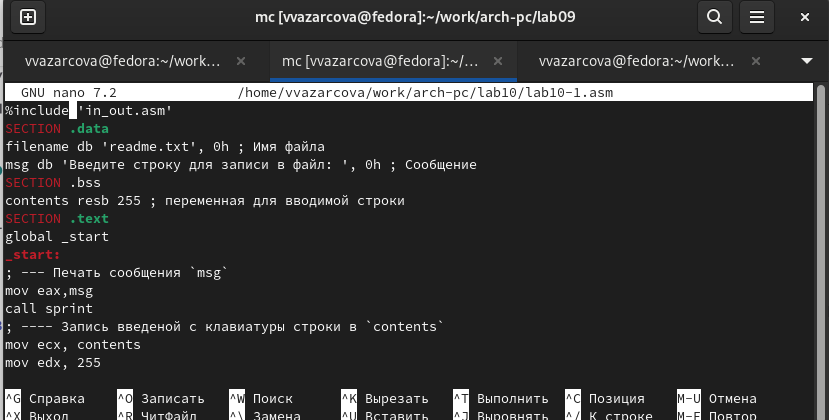 mc [vvazarcova@fedora]:~/work/arch-pc/lab09
vvazarcova@fedora:~/work... mc [vvazarcova@fedora]:~/... vvazarcova@fedora:~/work...
GNU nano 7.2 /home/vvazarcova/work/arch-pc/lab10/lab10-1.asm
%include 'in_out.asm'
SECTION .data
filename db 'readme.txt', 0h ; Имя файла
msg db 'Введите строку для записи в файл: ', 0h ; Сообщение
SECTION .bss
contents resb 255 ; переменная для вводимой строки
SECTION .text
global _start
_start:
; --- Печать сообщения `msg`
mov eax,msg
call sprint
; ---- Запись введеной с клавиатуры строки в `contents`
mov ecx, contents
mov edx, 255
^G Справка ^O Записать ^W Поиск ^K Вырезать ^T Выполнить ^C Позиция M-U Отмена
^X Выход ^R ЧитФайл ^\ Замена ^U Вставить ^J Выровнять ^/ К строке M-E Повтор